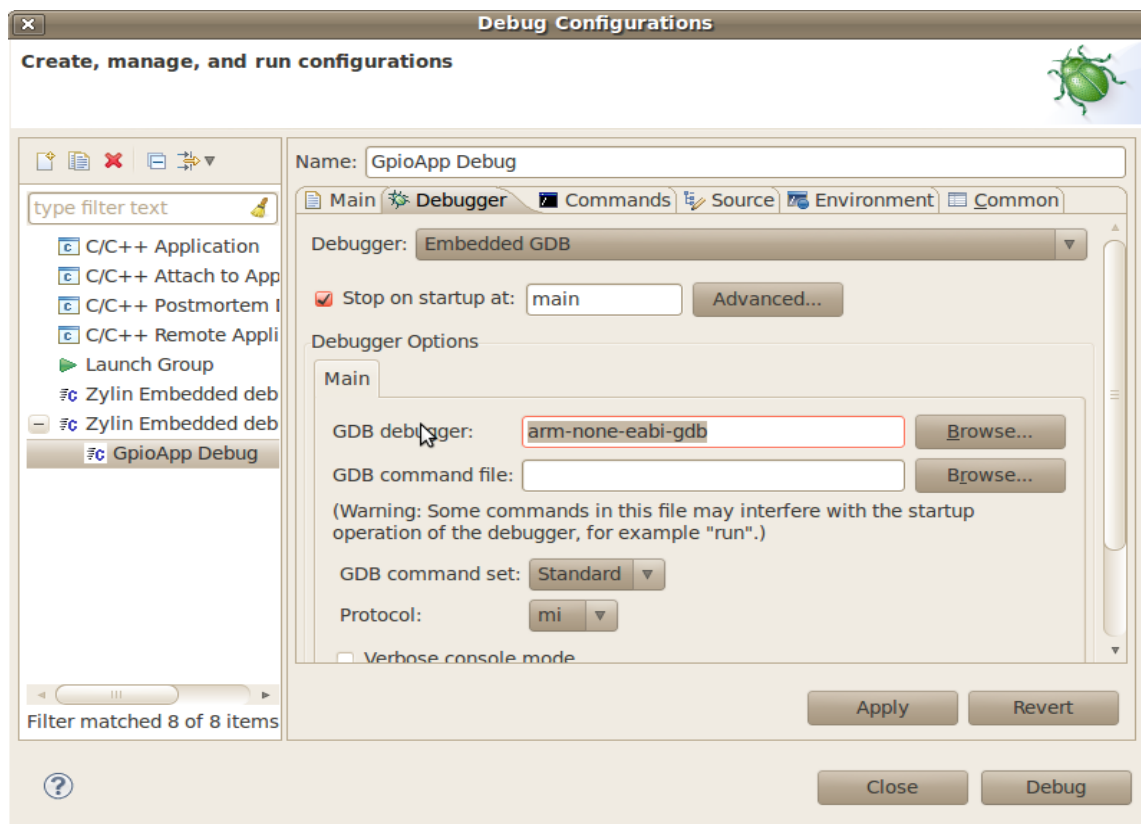 Debug Configurations
Create, manage, and run configurations
Name: GpioApp Debug
type filter text
Main Debugger Commands Source Environment Common
C/C++ Application
C/C++ Attach to App
C/C++ Postmortem
C/C++ Remote Appli
Launch Group
Zylin Embedded deb
Zylin Embedded deb
GpioApp Debug
Filter matched 8 of 8 items
Debugger: Embedded GDB
Stop on startup at: main Advanced...
Debugger Options
Main
GDB debugger: arm-none-eabi-gdb Browse...
GDB command file: Browse...
(Warning: Some commands in this file may interfere with the startup
operation of the debugger, for example "run".)
GDB command set: Standard
Protocol: mi
Verbose console mode
Apply Revert
Close Debug